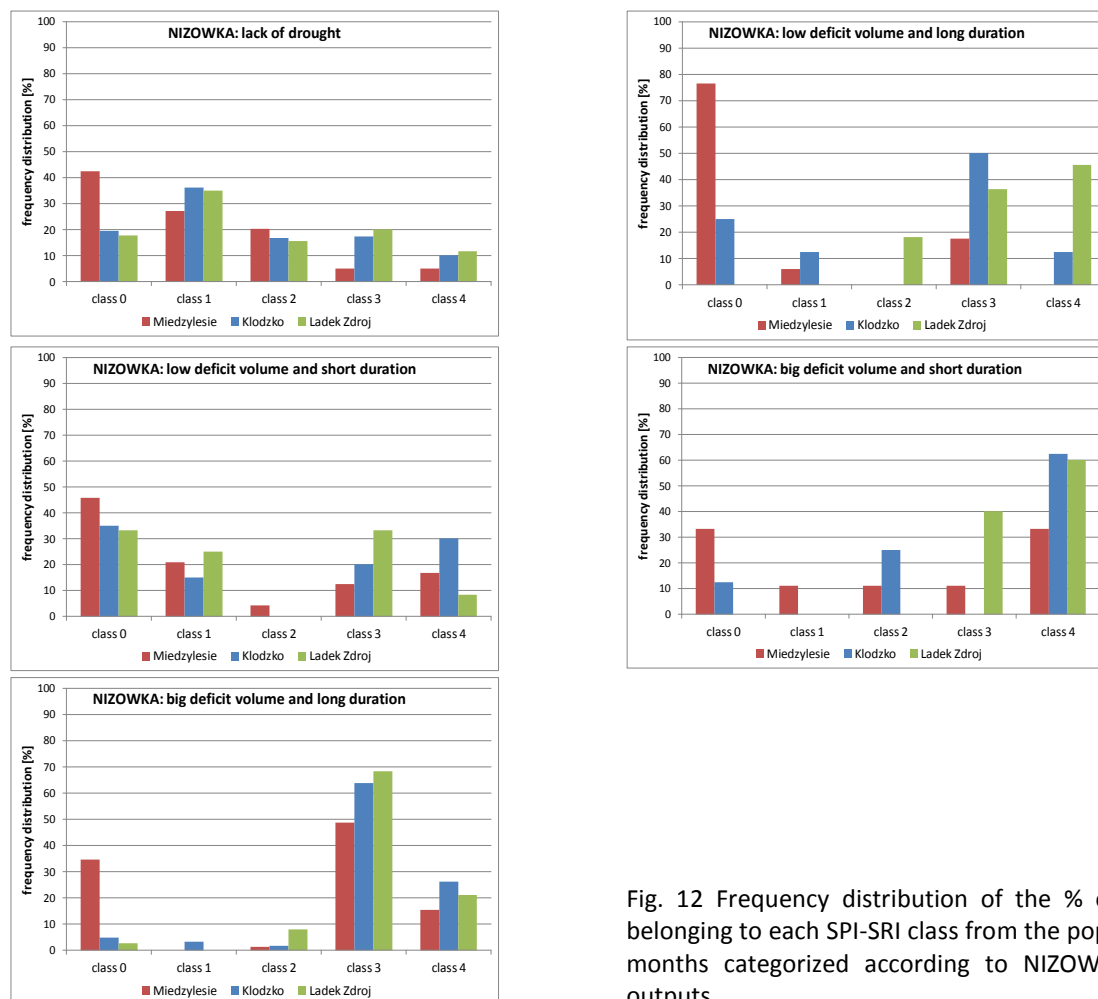 NIZOWKA: lack of drought
frequency distribution [%]
100
90
80
70
60
50
40
30
20
10
0
class 0 class 1 class 2 class 3 class 4
Miedzylesie Klodzko Ladek Zdroj
NIZOWKA: low deficit volume and long duration
frequency distribution [%]
100
90
80
70
60
50
40
30
20
10
0
class 0 class 1 class 2 class 3 class 4
Miedzylesie Klodzko Ladek Zdroj
NIZOWKA: low deficit volume and short duration
frequency distribution [%]
100
90
80
70
60
50
40
30
20
10
0
class 0 class 1 class 2 class 3 class 4
Miedzylesie Klodzko Ladek Zdroj
NIZOWKA: big deficit volume and short duration
frequency distribution [%]
100
90
80
70
60
50
40
30
20
10
0
class 0 class 1 class 2 class 3 class 4
Miedzylesie Klodzko Ladek Zdroj
NIZOWKA: big deficit volume and long duration
frequency distribution [%]
100
90
80
70
60
50
40
30
20
10
0
class 0 class 1 class 2 class 3 class 4
Miedzylesie Klodzko Ladek Zdroj
Fig. 12 Frequency distribution of the %
belonging to each SPI-SRI class from the
months categorized according to